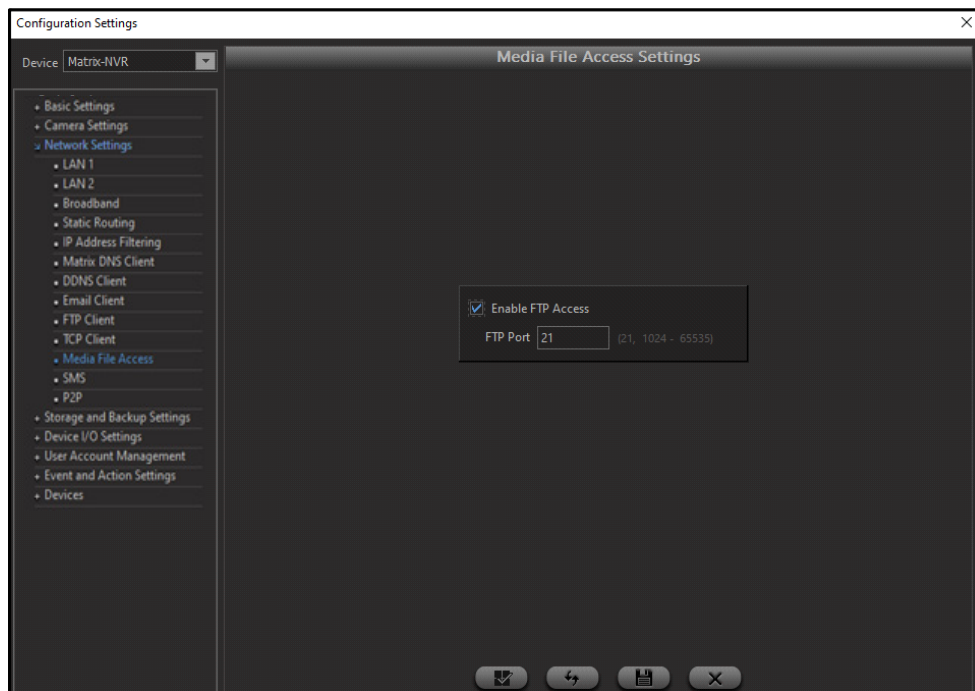 Configuration Settings
Device Matrix-NVR
Media File Access Settings
Basic Settings
Camera Settings
Network Settings
LAN 1
LAN 2
Broadband
Static Routing
IP Address Filtering
Matrix DNS Client
DDNS Client
Email Client
FTP Client
TCP Client
Media File Access
SMS
P2P
Storage and Backup Settings
Device I/O Settings
User Account Management
Event and Action Settings
Devices
Enable FTP Access
FTP Port 21 (21, 1024 - 65535)